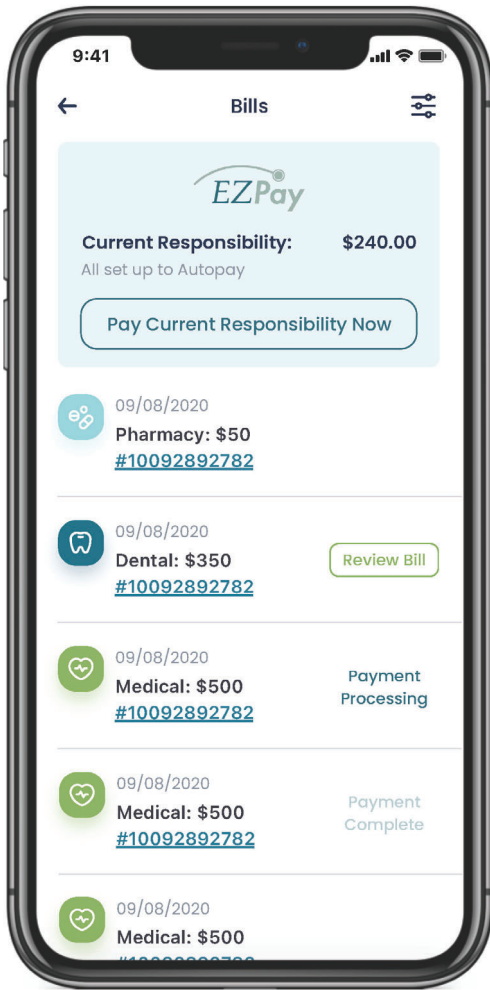 9:41
Bills
EZPay
Current Responsibility: $240.00
All set up to Autopay
Pay Current Responsibility Now
09/08/2020
Pharmacy: $50
#10092892782
09/08/2020
Dental: $350
#10092892782
Review Bill
09/08/2020
Medical: $500
#10092892782
Payment
Processing
09/08/2020
Medical: $500
#10092892782
Payment
Complete
09/08/2020
Medical: $500